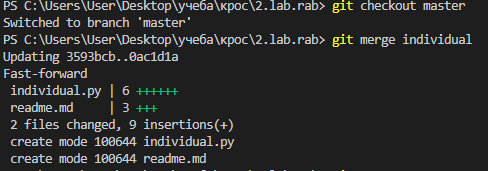 PS C:\Users\User\Desktop\учеба\крос\2.lab.rab> git checkout master
Switched to branch 'master'
PS C:\Users\User\Desktop\учеба\крос\2.lab.rab> git merge individual
Updating 3593bcb..0ac1d1a
Fast-forward
 individual.py | 6 ++++++
 readme.md     | 3 +++
 2 files changed, 9 insertions(+)
 create mode 100644 individual.py
 create mode 100644 readme.md